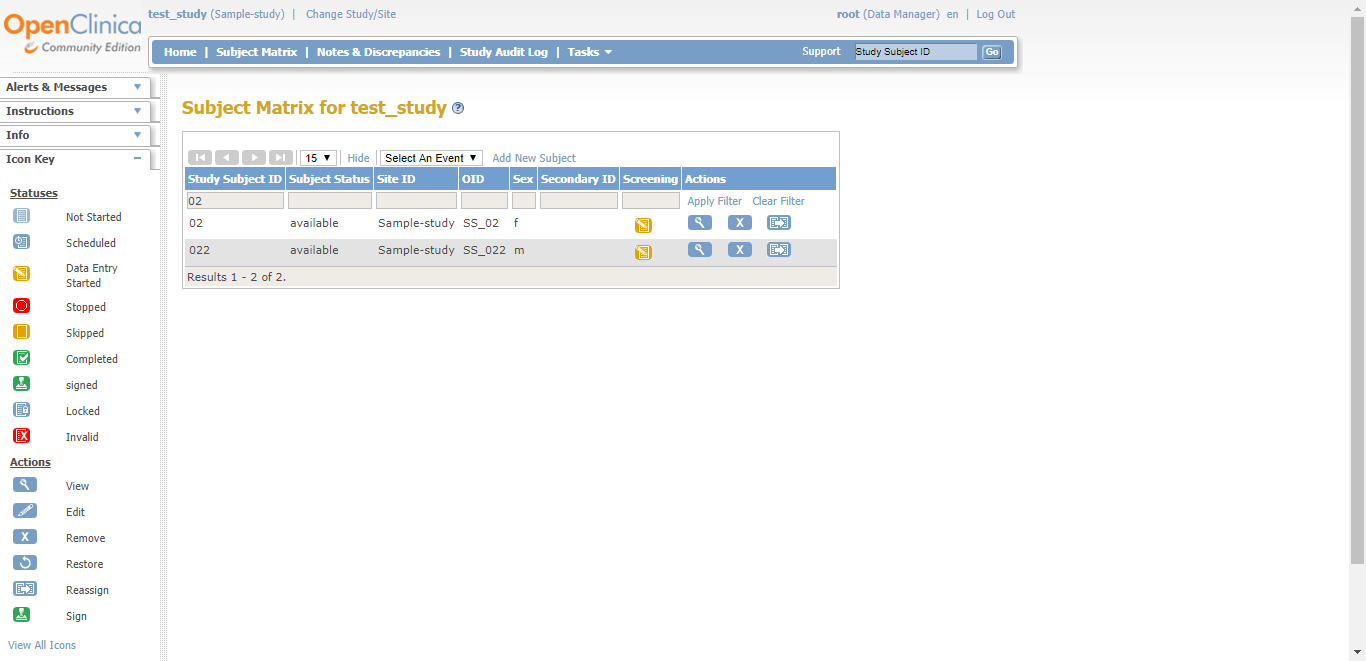 OpenClinica
Community Edition
test_study (Sample-study) | Change Study/Site
root (Data Manager) en | Log Out
Home | Subject Matrix | Notes & Discrepancies | Study Audit Log | Tasks
Support Study Subject ID Go
Alerts & Messages
Instructions
Info
Icon Key
Statuses
Not Started
Scheduled
Data Entry
Started
Stopped
Skipped
Completed
signed
Locked
Invalid
Actions
View
Edit
Remove
Restore
Reassign
Sign
View All Icons
Subject Matrix for test_study ?
15 Hide Select An Event Add New Subject
Study Subject ID Subject Status Site ID OID Sex Secondary ID Screening Actions
02 Apply Filter Clear Filter
02 available Sample-study SS_02 f X
022 available Sample-study SS_022 m X
Results 1 - 2 of 2.